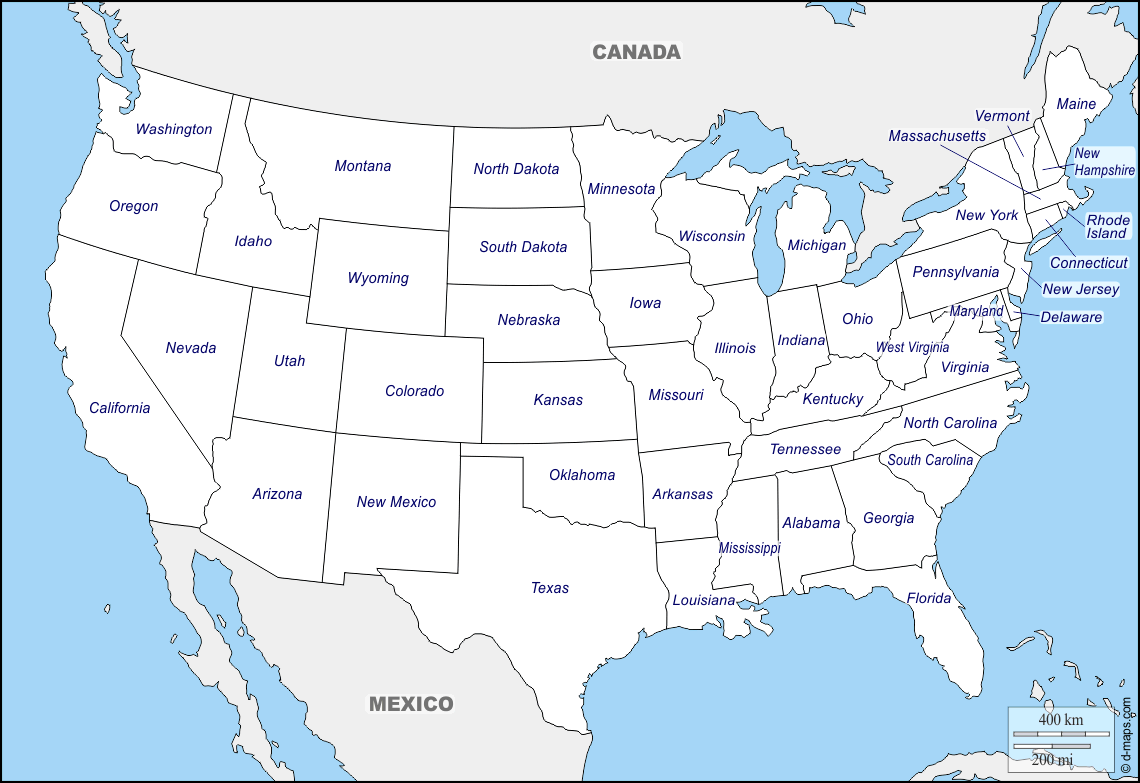 CANADA
Maine
Vermont
Massachusetts
Washington
New
Hampshire
Montana
North Dakota
Minnesota
Oregon
New York
Rhode
Island
Idaho
South Dakota
Wisconsin
Michigan
Connecticut
Wyoming
Pennsylvania
New Jersey
Iowa
Nebraska
Ohio
Maryland
Delaware
Nevada
Utah
Illinois
Indiana
West Virginia
Virginia
Colorado
Kansas
Missouri
Kentucky
California
North Carolina
Tennessee
South Carolina
Oklahoma
Arizona
New Mexico
Arkansas
Alabama
Georgia
Mississippi
Texas
Louisiana
Florida
MEXICO
400 km
200 mi
© d-maps.com